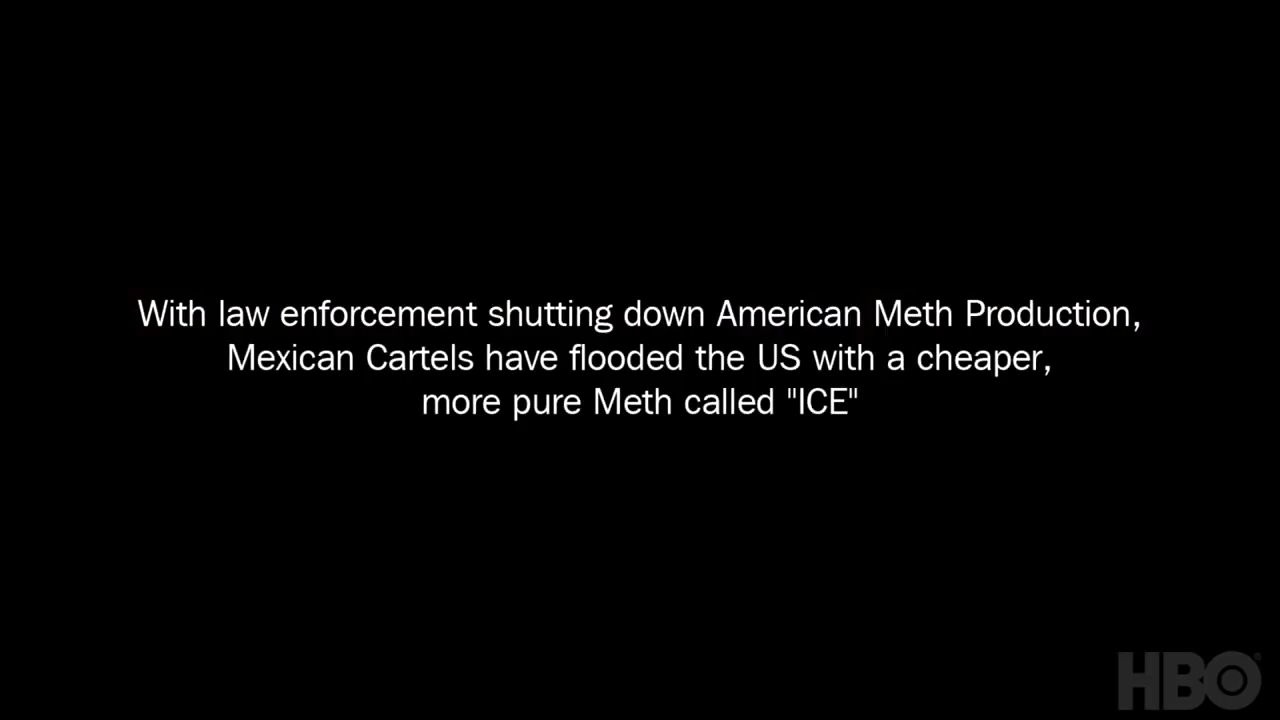 With law enforcement shutting down American Meth Production,
Mexican Cartels have flooded the US with a cheaper,
more pure Meth called "ICE"
HBO®